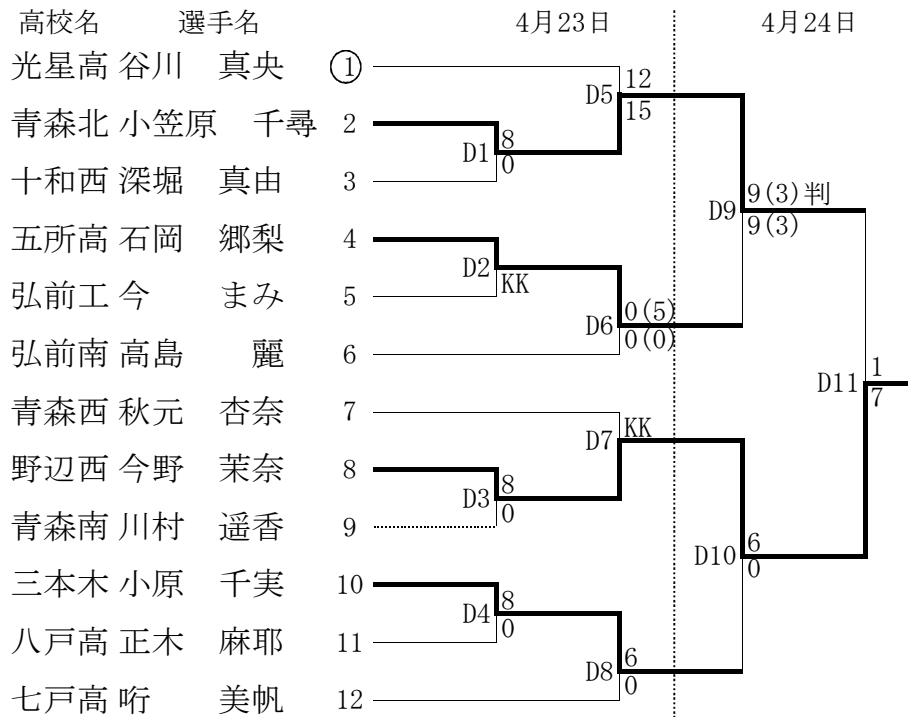 高校名 選手名 4月23日 4月24日
光星高 谷川 真央 ①
12
D5
15
青森北 小笠原 千尋 2
8
D1
0
十和西 深堀 真由 3
9(3)判
D9
9(3)
五所高 石岡 郷梨 4
D2
KK
弘前工 今 まみ 5
0(5)
D6
0(0)
弘前南 高島 麗 6
1
D11
7
青森西 秋元 杏奈 7
KK
D7
野辺西 今野 茉奈 8
8
D3
0
青森南 川村 遥香 9
6
D10
0
三本木 小原 千実 10
8
D4
0
八戸高 正木 麻耶 11
6
D8
0
七戸高 哘 美帆 12